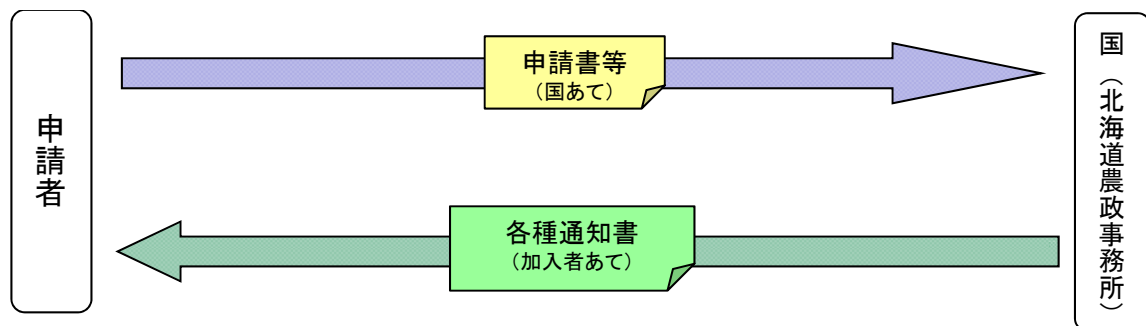 申請者
申請書等
（国あて）
各種通知書
（加入者あて）
国（北海道農政事務所）